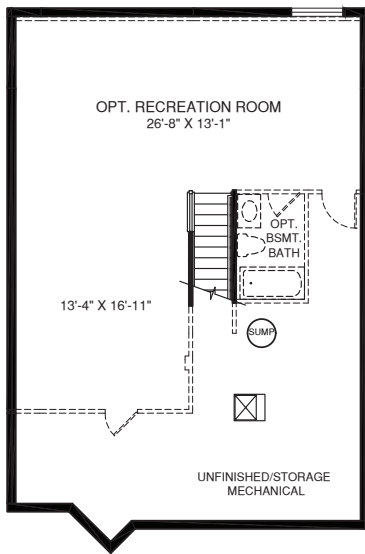 OPT. RECREATION ROOM
26'-8" X 13'-1"
OPT.
BSMT.
BATH
13'-4" X 16'-11"
SUMP
UNFINISHED/STORAGE
MECHANICAL